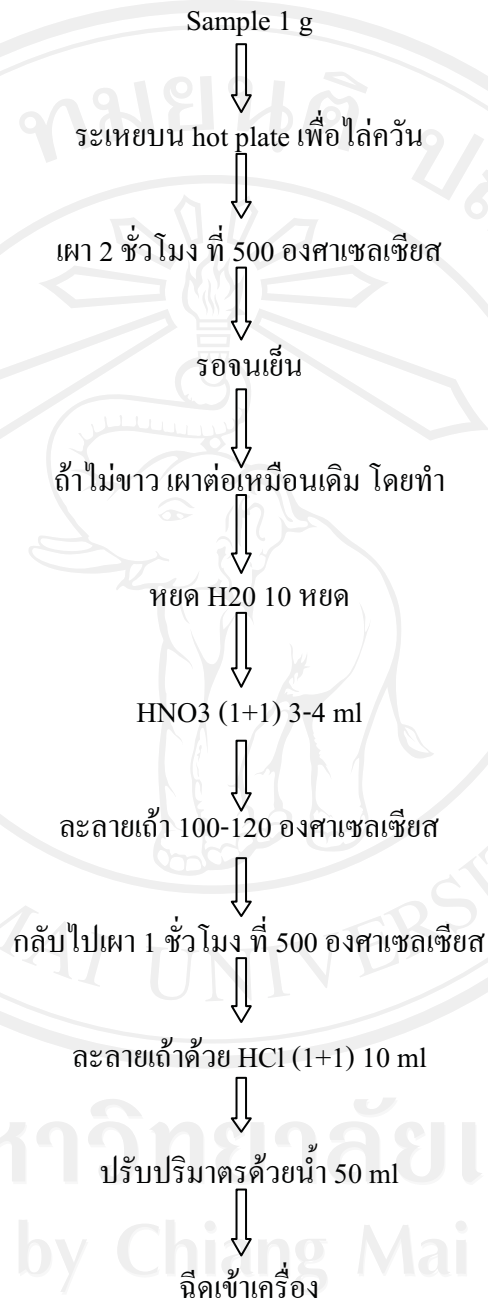 Sample 1 g
ระเหยบน hot plate เพื่อไล่ควัน
เผา 2 ชั่วโมง ที่ 500 องศาเซลเซียส
รอจนเย็น
ถ้าไม่ขาว เผาต่อเหมือนเดิม โดยทำ
หยด H20 10 หยด
HNO3 (1+1) 3-4 ml
ละลายเถ้า 100-120 องศาเซลเซียส
กลับไปเผา 1 ชั่วโมง ที่ 500 องศาเซลเซียส
MAI UNIVERSI
ละลายเถ้าด้วย HCl (1+1) 10 ml
ปรับปริมาตรด้วยน้ำ 50 ml
by Chiang Mai
ฉีดเข้าเครื่อง